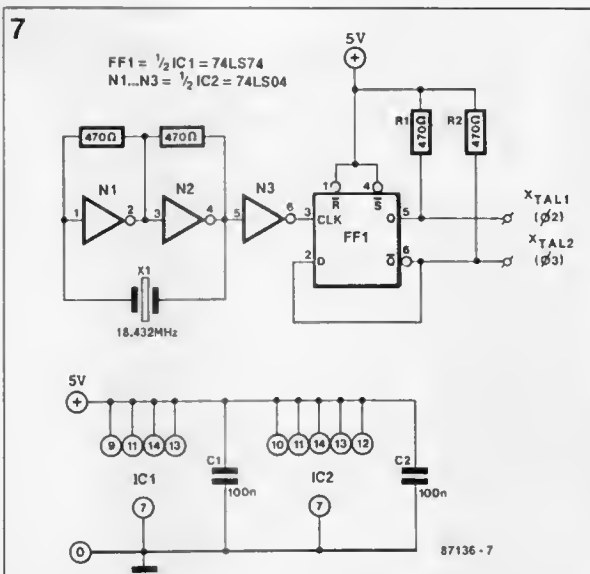 7
FF1 = ½ IC1 = 74LS74
N1...N3 = ½ IC2 = 74LS04
5V
+
470Ω
470Ω
R1
470Ω
R2
470Ω
N1
N2
N3
1
2
3
4
5
6
1
R
4
S
3
CLK
Q
5
FF1
2
D
Q
6
XTAL1
(ø2)
XTAL2
(ø3)
X1
18.432MHz
5V
+
9
11
14
13
10
11
14
13
12
IC1
C1
100n
IC2
C2
100n
7
7
0
87136 - 7